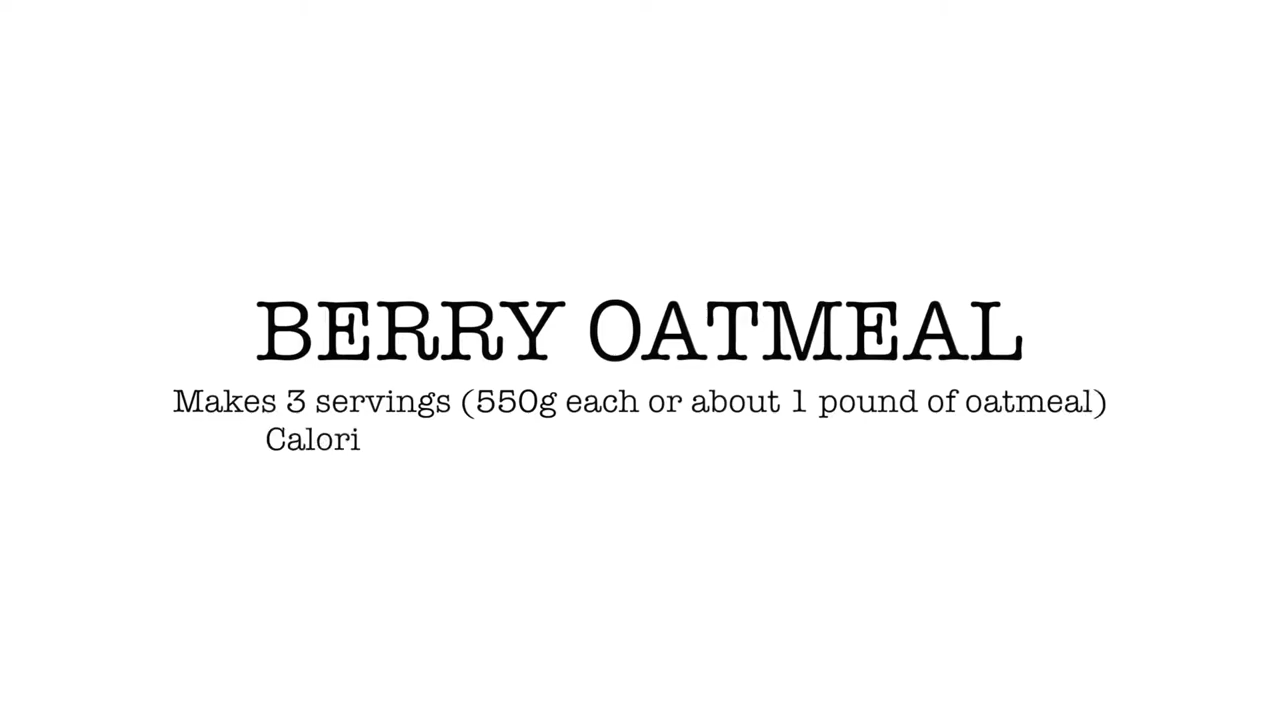 BERRY OATMEAL
Makes 3 servings (550g each or about 1 pound of oatmeal)
Calori